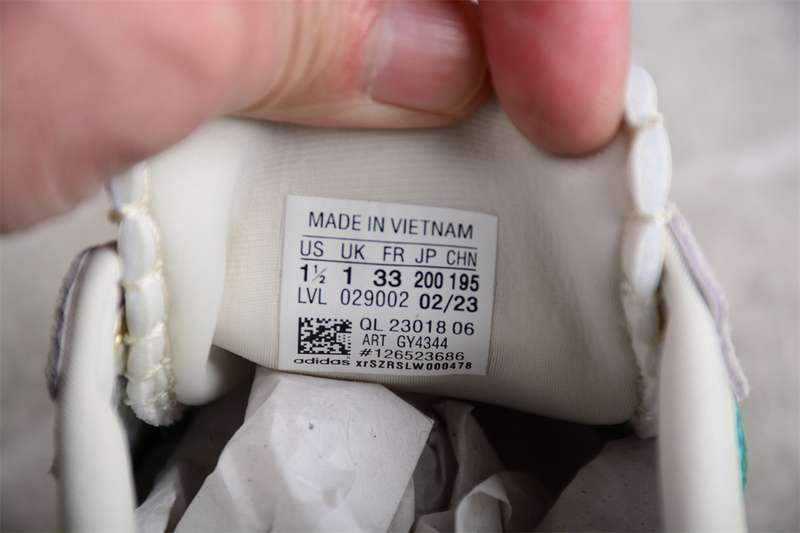 MADE IN VIETNAM
US UK FR JP CHN
1½ 1 33 200 195
LVL 029002 02/23
QL 23018 06
ART GY4344
#126523686
adidas xrSZRSLW000478